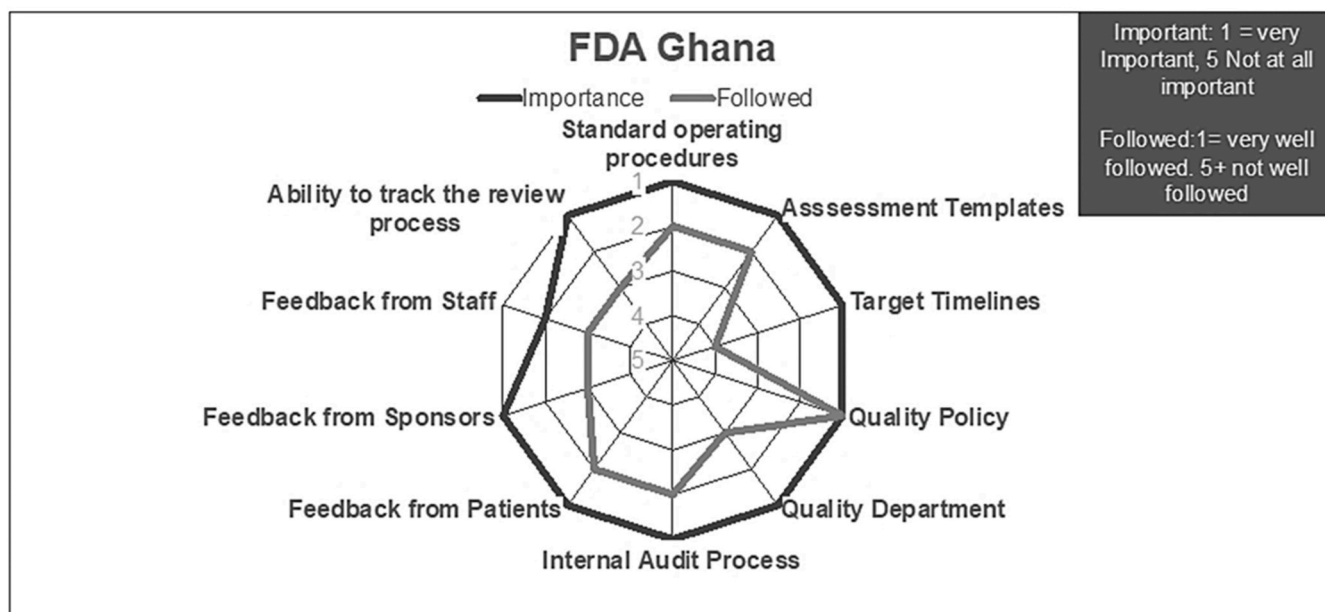 FDA Ghana
Importance Followed
Important: 1 = very
Important, 5 Not at all
important
Followed:1= very well
followed. 5+ not well
followed
Standard operating
procedures
Asssessment Templates
Target Timelines
Quality Policy
Quality Department
Internal Audit Process
Feedback from Patients
Feedback from Sponsors
Feedback from Staff
Ability to track the review
process
1
2
3
4
5